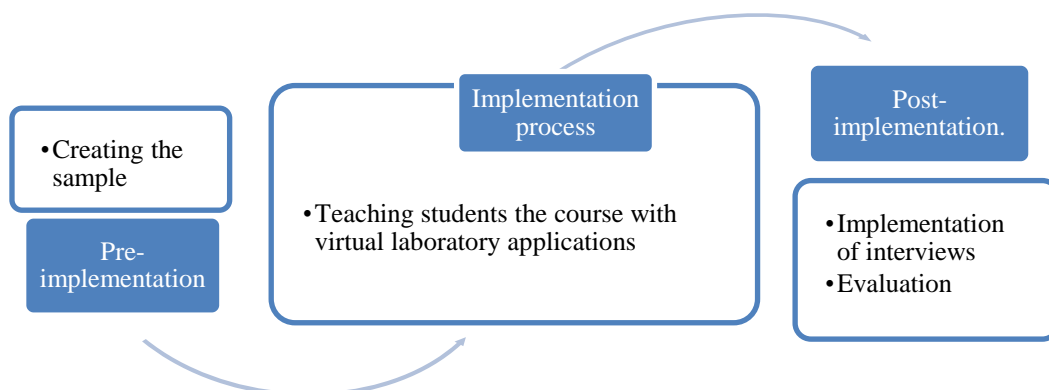 •Creating the
sample
Pre-
implementation
Implementation
process
•Teaching students the course with
virtual laboratory applications
Post-
implementation.
•Implementation
of interviews
•Evaluation